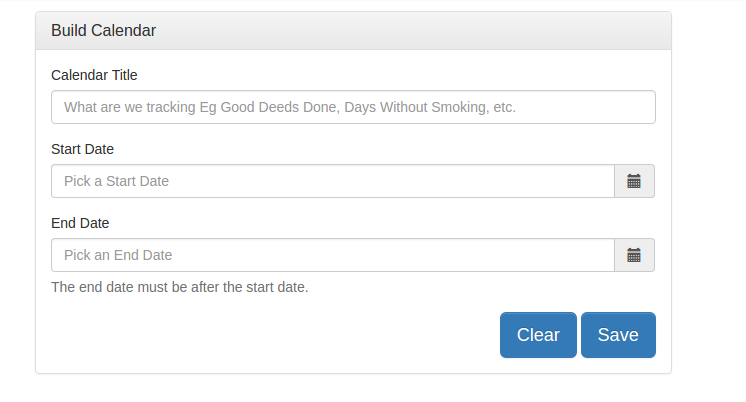 Build Calendar
Calendar Title
What are we tracking Eg Good Deeds Done, Days Without Smoking, etc.
Start Date
Pick a Start Date
End Date
Pick an End Date
The end date must be after the start date.
Clear Save